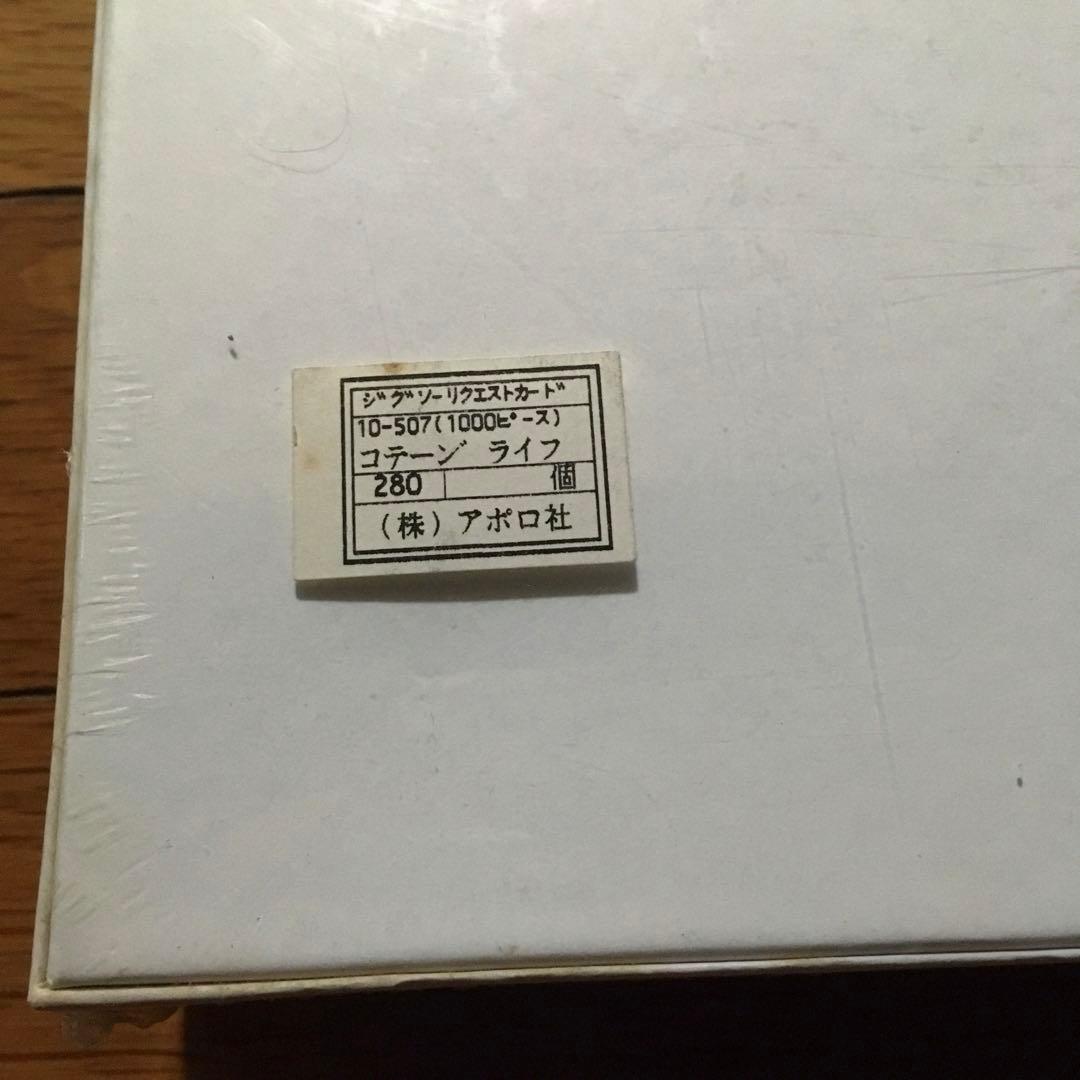 ジグソーリクエストカード
10-507(1000ピース)
コテージ ライフ
280 個
(株)アポロ社